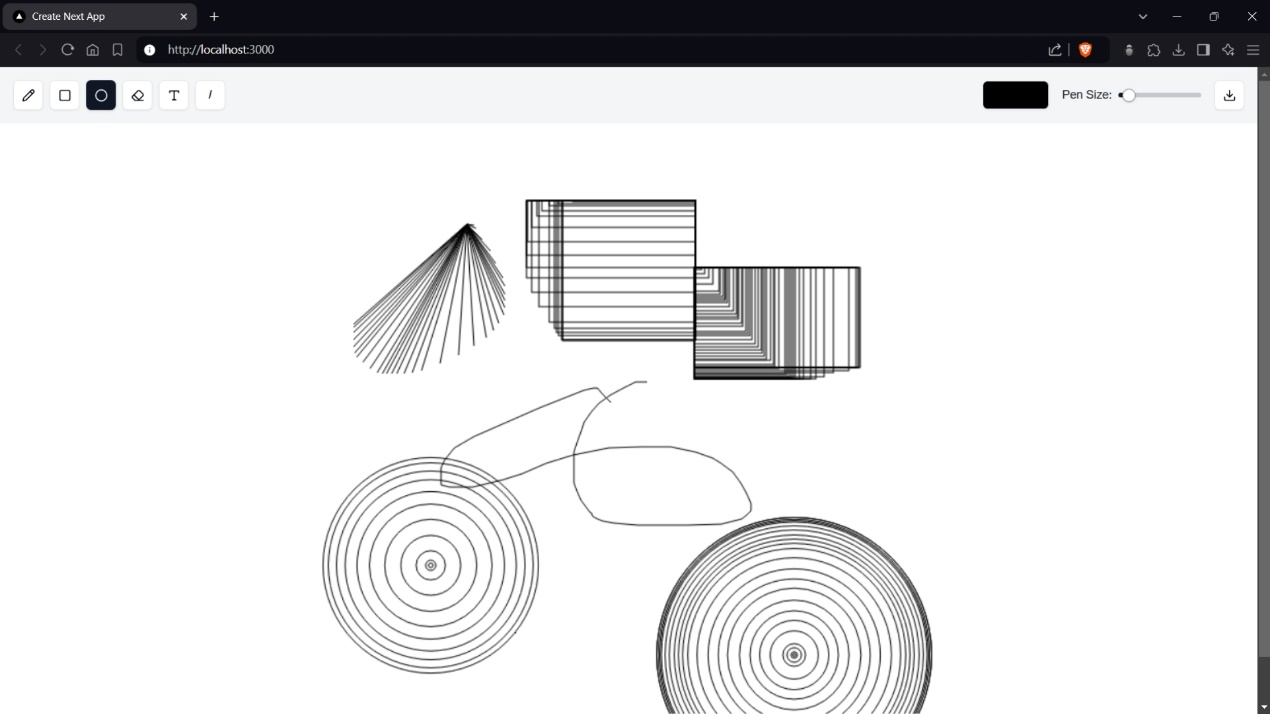 Create Next App
http://localhost:3000
T
I
Pen Size: